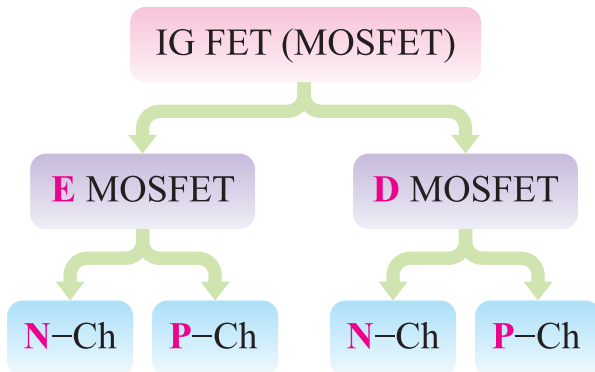 IG FET (MOSFET)
E MOSFET
D MOSFET
N–Ch
P–Ch
N–Ch
P–Ch